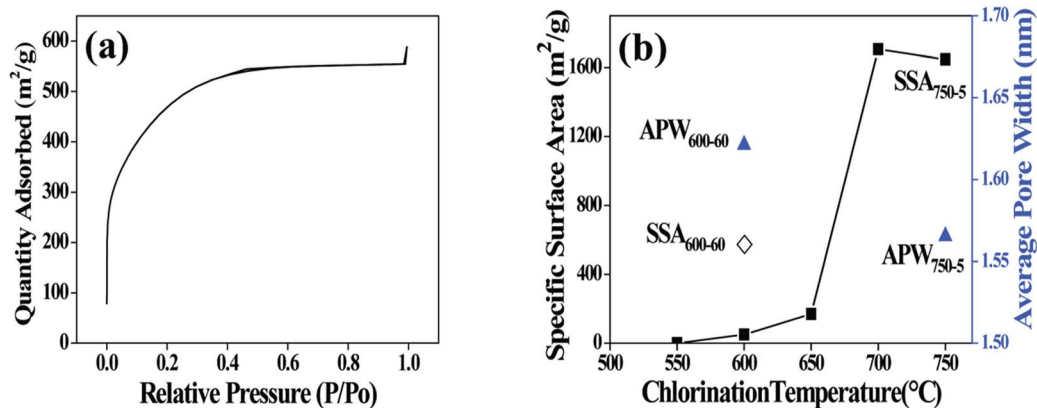 (a)
Quantity Adsorbed (m²/g)
600
500
400
300
200
100
0
0.0 0.2 0.4 0.6 0.8 1.0
Relative Pressure (P/Po)
(b)
Specific Surface Area (m²/g)
1600
1200
800
400
0
SSA750-5
APW600-60
SSA600-60
APW750-5
1.70
1.65
1.60
1.55
1.50
Average Pore Width (nm)
500 550 600 650 700 750
ChlorinationTemperature(°C)